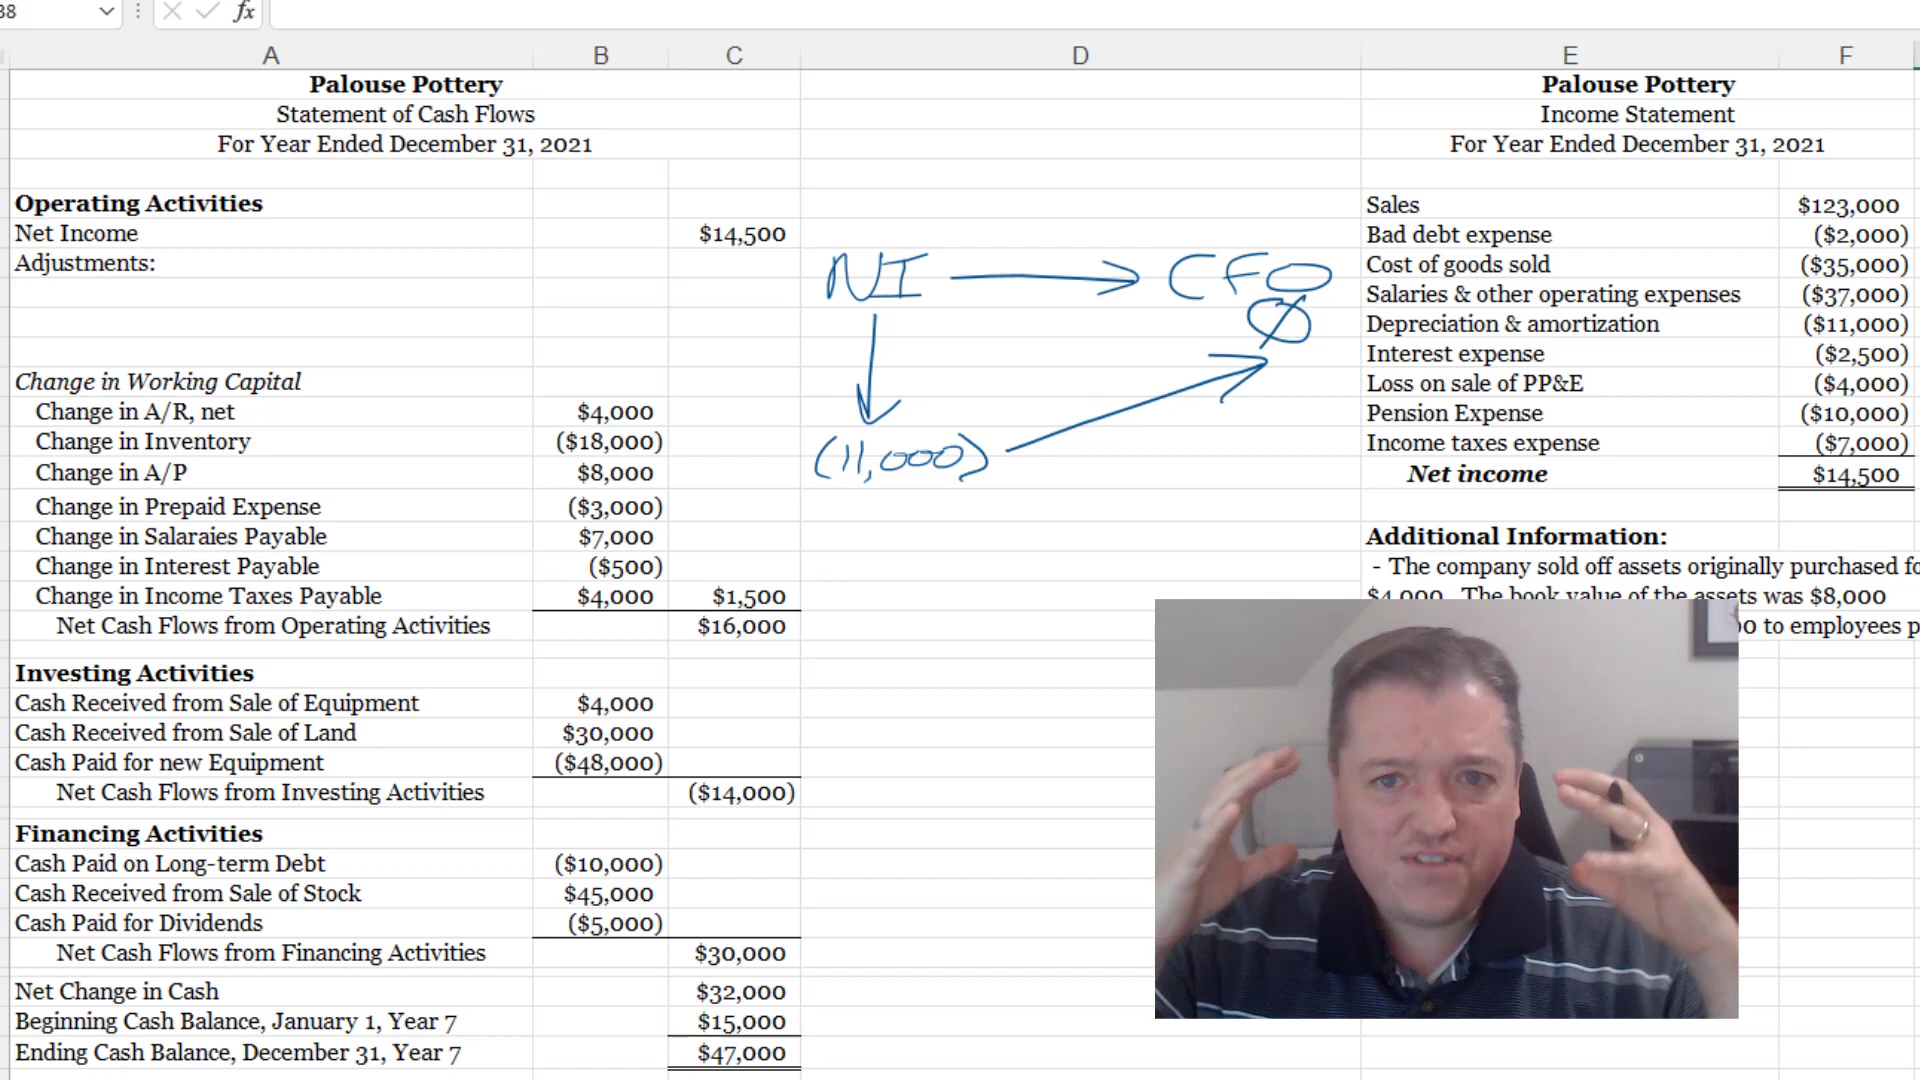 38 fx
A B C D E F
Palouse Pottery
Statement of Cash Flows
For Year Ended December 31, 2021
Operating Activities
Net Income $14,500
Adjustments:
Change in Working Capital
Change in A/R, net $4,000
Change in Inventory ($18,000)
Change in A/P $8,000
Change in Prepaid Expense ($3,000)
Change in Salaraies Payable $7,000
Change in Interest Payable ($500)
Change in Income Taxes Payable $4,000 $1,500
Net Cash Flows from Operating Activities $16,000
Investing Activities
Cash Received from Sale of Equipment $4,000
Cash Received from Sale of Land $30,000
Cash Paid for new Equipment ($48,000)
Net Cash Flows from Investing Activities ($14,000)
Financing Activities
Cash Paid on Long-term Debt ($10,000)
Cash Received from Sale of Stock $45,000
Cash Paid for Dividends ($5,000)
Net Cash Flows from Financing Activities $30,000
Net Change in Cash $32,000
Beginning Cash Balance, January 1, Year 7 $15,000
Ending Cash Balance, December 31, Year 7 $47,000
NI CFO
Ø
(11,000)
Palouse Pottery
Income Statement
For Year Ended December 31, 2021
Sales $123,000
Bad debt expense ($2,000)
Cost of goods sold ($35,000)
Salaries & other operating expenses ($37,000)
Depreciation & amortization ($11,000)
Interest expense ($2,500)
Loss on sale of PP&E ($4,000)
Pension Expense ($10,000)
Income taxes expense ($7,000)
Net income $14,500
Additional Information:
- The company sold off assets originally purchased
$4,000. The book value of the assets was $8,000
to employees